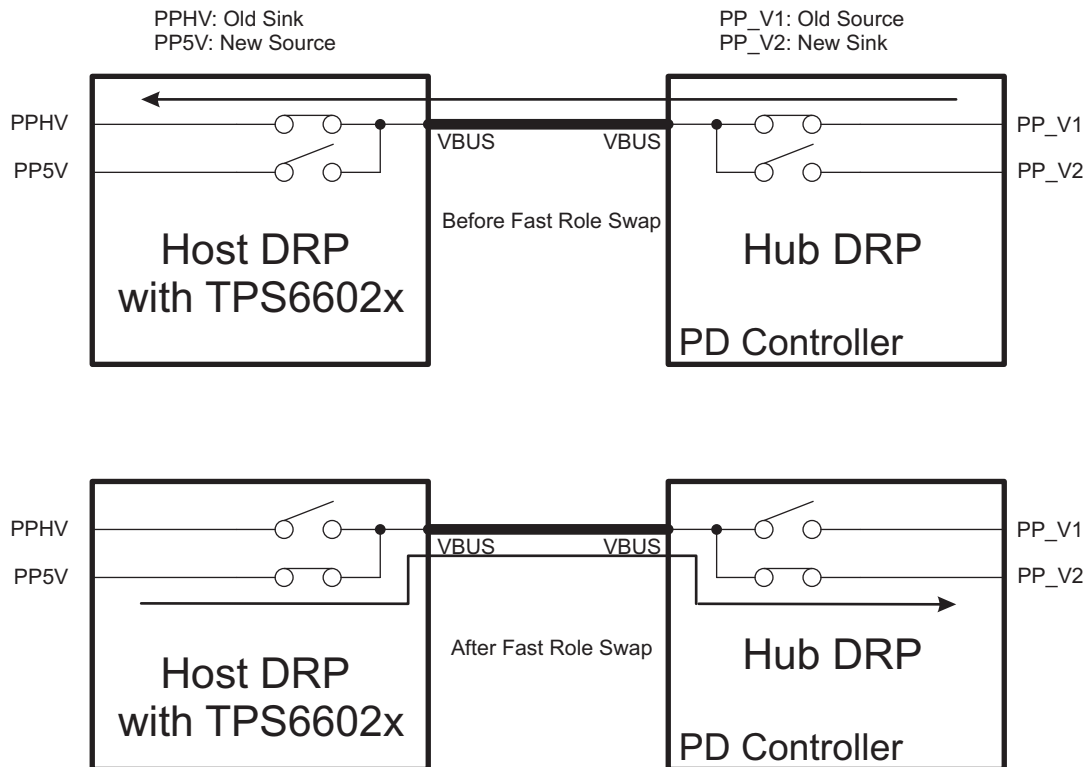 PPHV: Old Sink
PP5V: New Source
PP_V1: Old Source
PP_V2: New Sink
PPHV
PP5V
VBUS
VBUS
PP_V1
PP_V2
Before Fast Role Swap
Host DRP
with TPS6602x
Hub DRP
PD Controller
PPHV
PP5V
VBUS
VBUS
PP_V1
PP_V2
After Fast Role Swap
Host DRP
with TPS6602x
Hub DRP
PD Controller